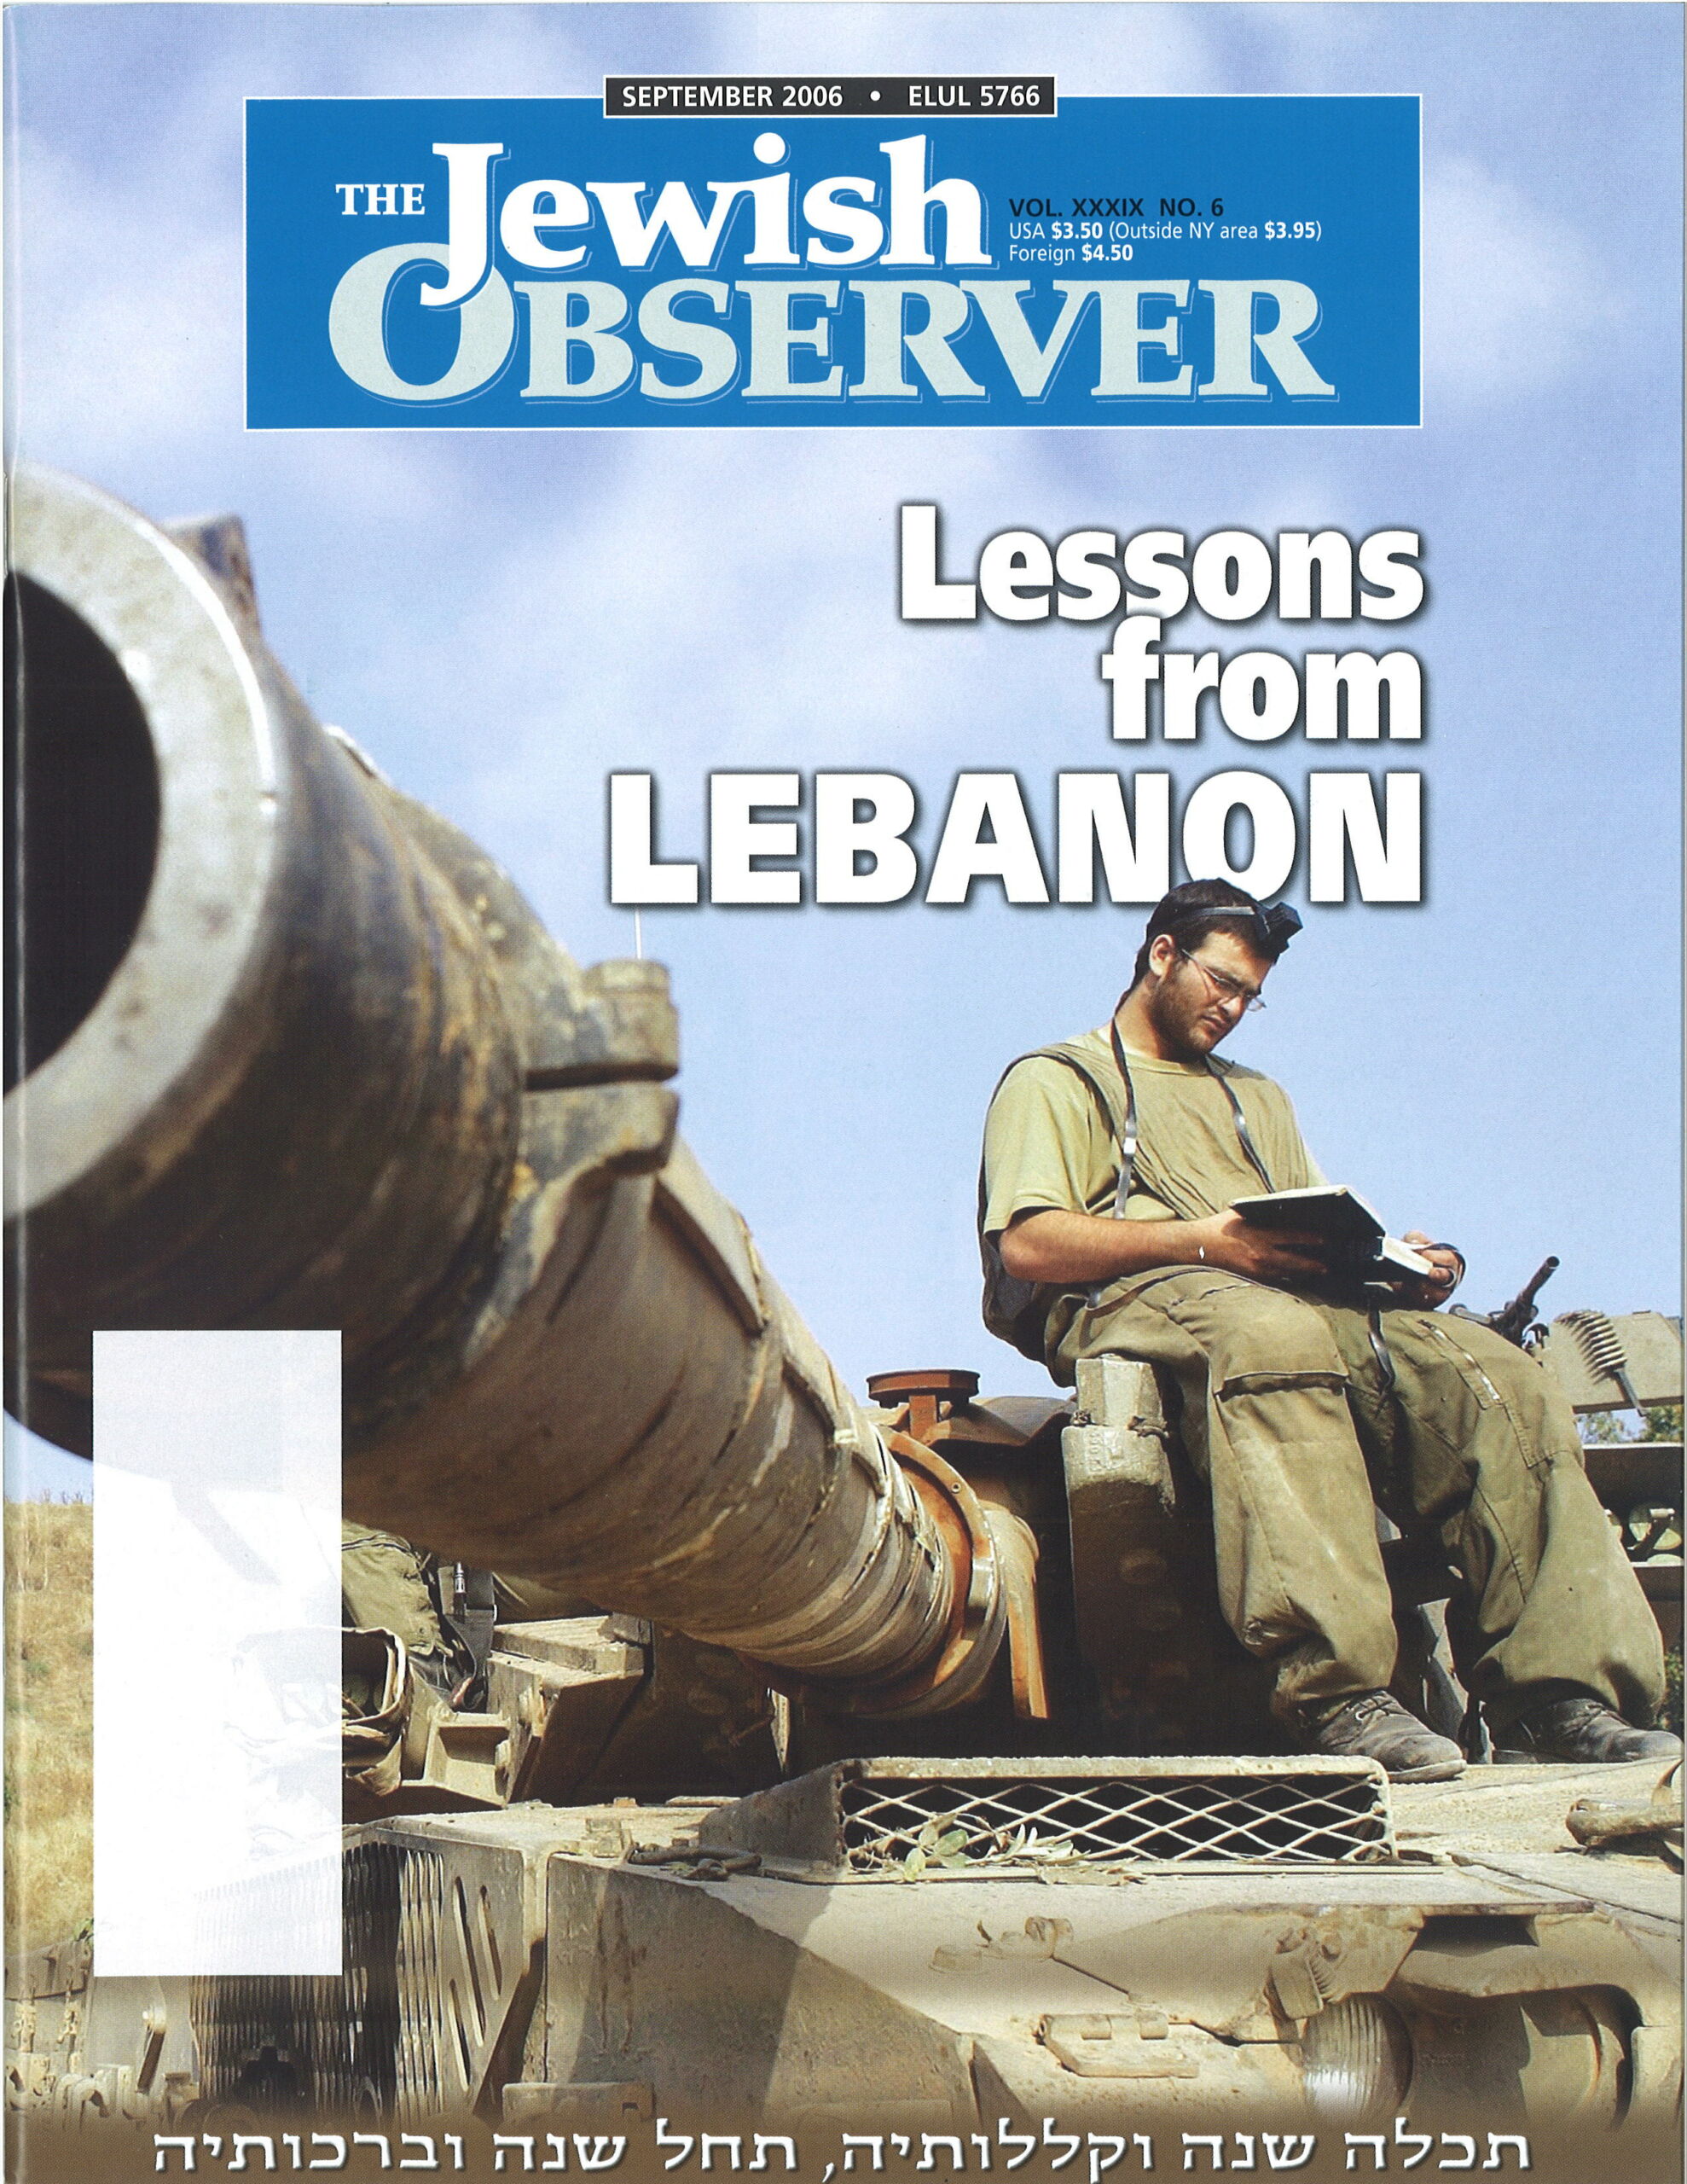 SEPTEMBER 2006 • ELUL 5766
THE Jewish
OBSERVER
VOL. XXXIX NO. 6
USA $3.50 (Outside NY area $3.95)
Foreign $4.50
Lessons
from
LEBANON
תכלה שנה וקללותיה, תחל שנה וברכותיה